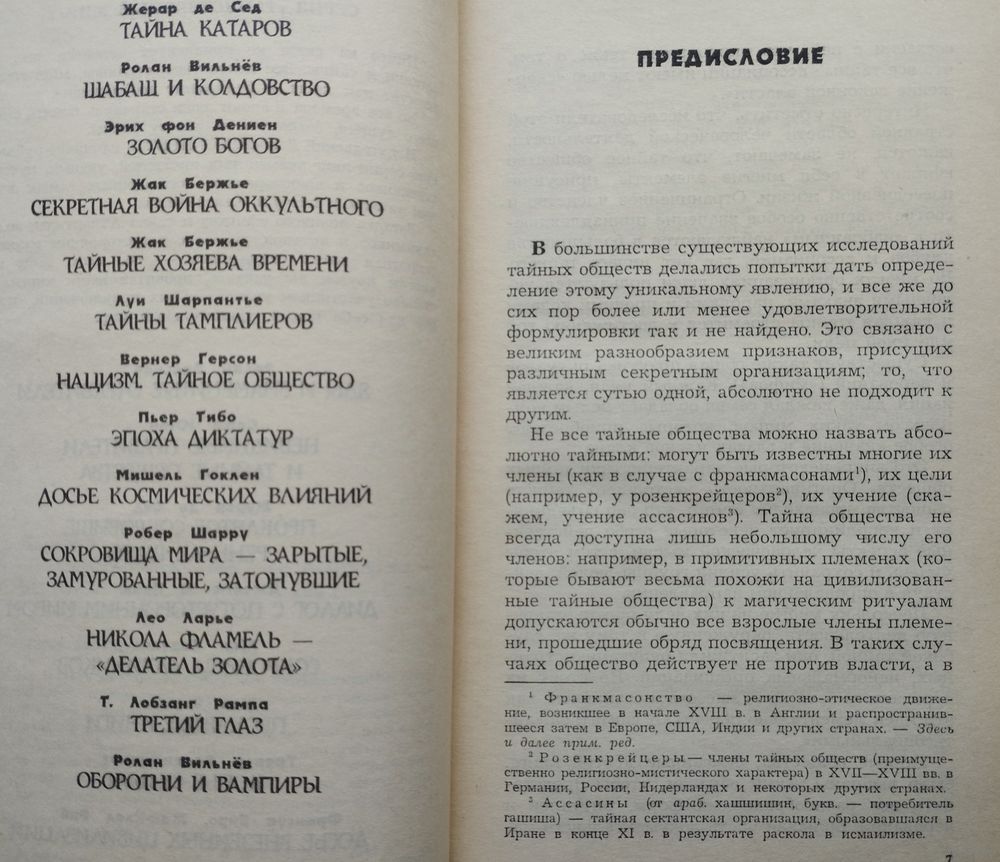 Жерар де Сед
ТАЙНА КАТАРОВ
Ролан Вильнёв
ШАБАШ И КОЛДОВСТВО
Эрих фон Дениен
ЗОЛОТО БОГОВ
Жак Бержье
СЕКРЕТНАЯ ВОЙНА ОККУЛЬТНОГО
Жак Бержье
ТАЙНЫЕ ХОЗЯЕВА ВРЕМЕНИ
Луи Шарпантье
ТАЙНЫ ТАМПЛИЕРОВ
Вернер Герсон
НАЦИЗМ. ТАЙНОЕ ОБЩЕСТВО
Пьер Тибо
ЭПОХА ДИКТАТУР
Мишель Гоклен
ДОСЬЕ КОСМИЧЕСКИХ ВЛИЯНИЙ
Робер Шарру
СОКРОВИЩА МИРА — ЗАРЫТЫЕ,
ЗАМУРОВАННЫЕ, ЗАТОНУВШИЕ
Лео Ларье
НИКОЛА ФЛАМЕЛЬ —
«ДЕЛАТЕЛЬ ЗОЛОТА»
Т. Лобзанг Рампа
ТРЕТИЙ ГЛАЗ
Ролан Вильнёв
ОБОРОТНИ И ВАМПИРЫ
ПРЕДИСЛОВИЕ
В большинстве существующих исследований
тайных обществ делались попытки дать опреде-
ление этому уникальному явлению, и все же до
сих пор более или менее удовлетворительной
формулировки так и не найдено. Это связано с
великим разнообразием признаков, присущих
различным секретным организациям; то, что
является сутью одной, абсолютно не подходит к
другим.
Не все тайные общества можно назвать абсо-
лютно тайными: могут быть известны многие их
члены (как в случае с франкмасонами¹), их цели
(например, у розенкрейцеров²), их учение (ска-
жем, учение ассасинов³). Тайна общества не
всегда доступна лишь небольшому числу его
членов: например, в примитивных племенах (ко-
торые бывают весьма похожи на цивилизован-
ные тайные общества) к магическим ритуалам
допускаются обычно все взрослые члены племе-
ни, прошедшие обряд посвящения. В таких слу-
чаях общество действует не против власти, а в
¹ Франкмасонство — религиозно-этическое движе-
ние, возникшее в начале XVIII в. в Англии и распространив-
шееся затем в Европе, США, Индии и других странах. — Здесь
и далее прим. ред.
² Розенкрейцеры — члены тайных обществ (преимуще-
ственно религиозно-мистического характера) в XVII—XVIII вв. в
Германии, России, Нидерландах и некоторых других странах.
³ Ассасины (от араб. хашшишин, букв. — потребитель
гашиша) — тайная сектантская организация, образовавшаяся в
Иране в конце XI в. в результате раскола в исмаилизме.
7